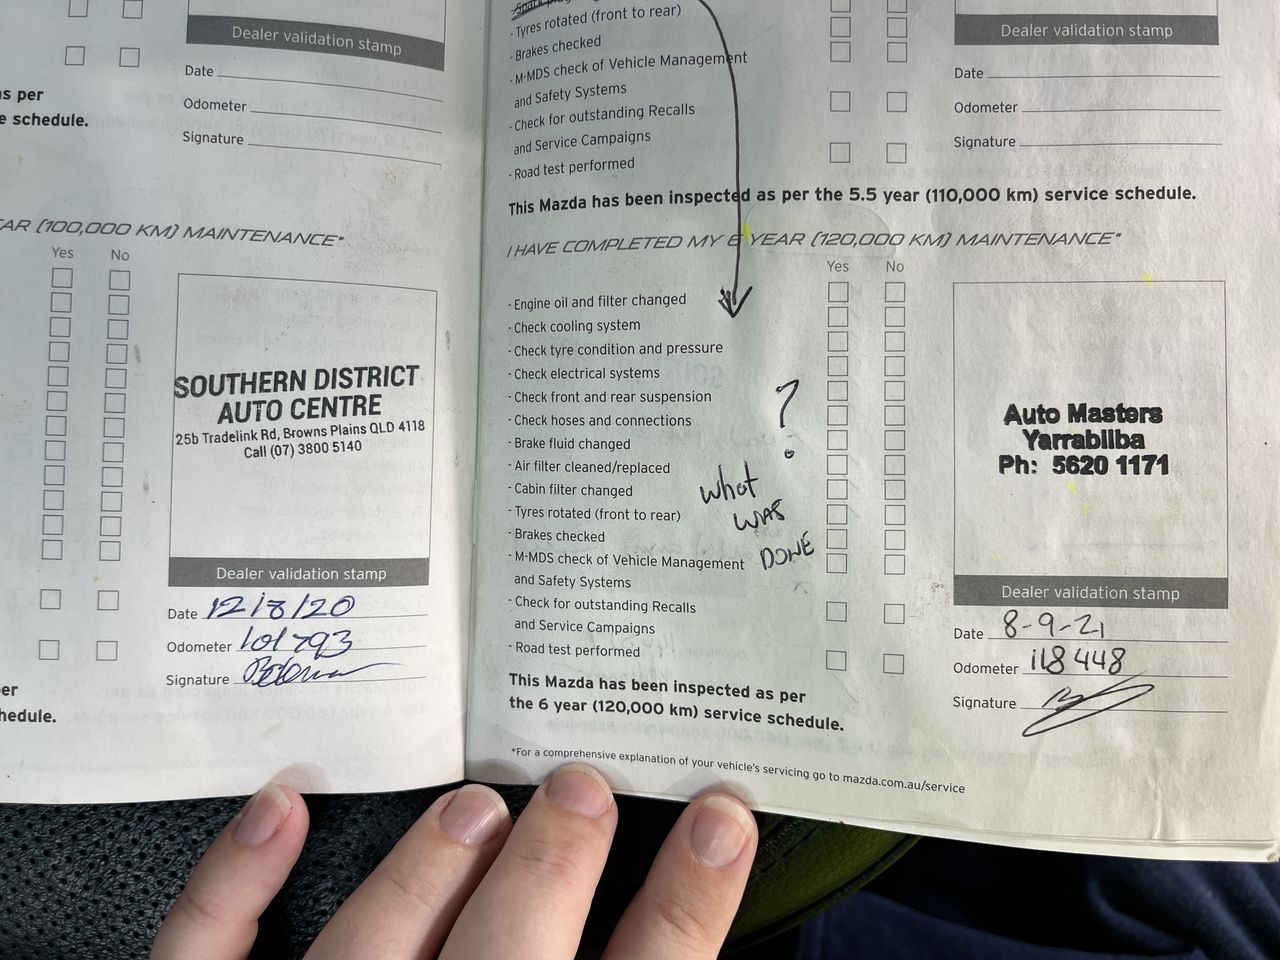 Dealer validation stamp
Date
Odometer
Signature
as per
schedule.
EAR (100,000 KM) MAINTENANCE*
Yes No
SOUTHERN DISTRICT
AUTO CENTRE
25b Tradelink Rd, Browns Plains QLD 4118
Call (07) 3800 5140
Dealer validation stamp
Date 12/8/20
Odometer 101793
Signature
per
schedule.
- Tyres rotated (front to rear)
- Brakes checked
- M-MDS check of Vehicle Management
and Safety Systems
- Check for outstanding Recalls
and Service Campaigns
- Road test performed
Dealer validation stamp
Date
Odometer
Signature
This Mazda has been inspected as per the 5.5 year (110,000 km) service schedule.
I HAVE COMPLETED MY 6 YEAR (120,000 KM) MAINTENANCE*
Yes No
- Engine oil and filter changed
- Check cooling system
- Check tyre condition and pressure
- Check electrical systems
- Check front and rear suspension
- Check hoses and connections
- Brake fluid changed
- Air filter cleaned/replaced
- Cabin filter changed
- Tyres rotated (front to rear)
- Brakes checked
- M-MDS check of Vehicle Management
and Safety Systems
- Check for outstanding Recalls
and Service Campaigns
- Road test performed
?
what
was
DONE
Auto Masters
Yarrabilba
Ph: 5620 1171
Dealer validation stamp
Date 8-9-21
Odometer 118448
Signature
This Mazda has been inspected as per
the 6 year (120,000 km) service schedule.
*For a comprehensive explanation of your vehicle's servicing go to mazda.com.au/service